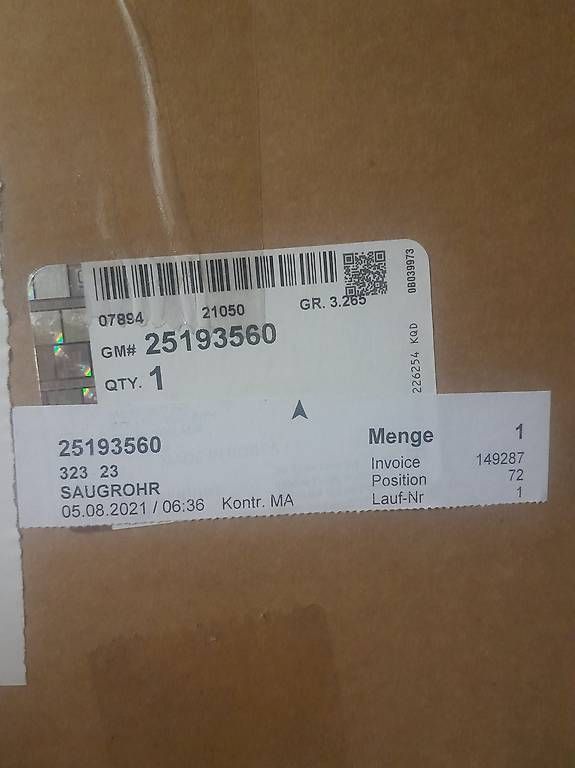 07894 21050 GR. 3.265
GM# 25193560
QTY. 1
0B039973
226254 KQD
25193560
323 23
SAUGROHR
05.08.2021 / 06:36 Kontr. MA
Menge 1
Invoice 149287
Position 72
Lauf-Nr 1